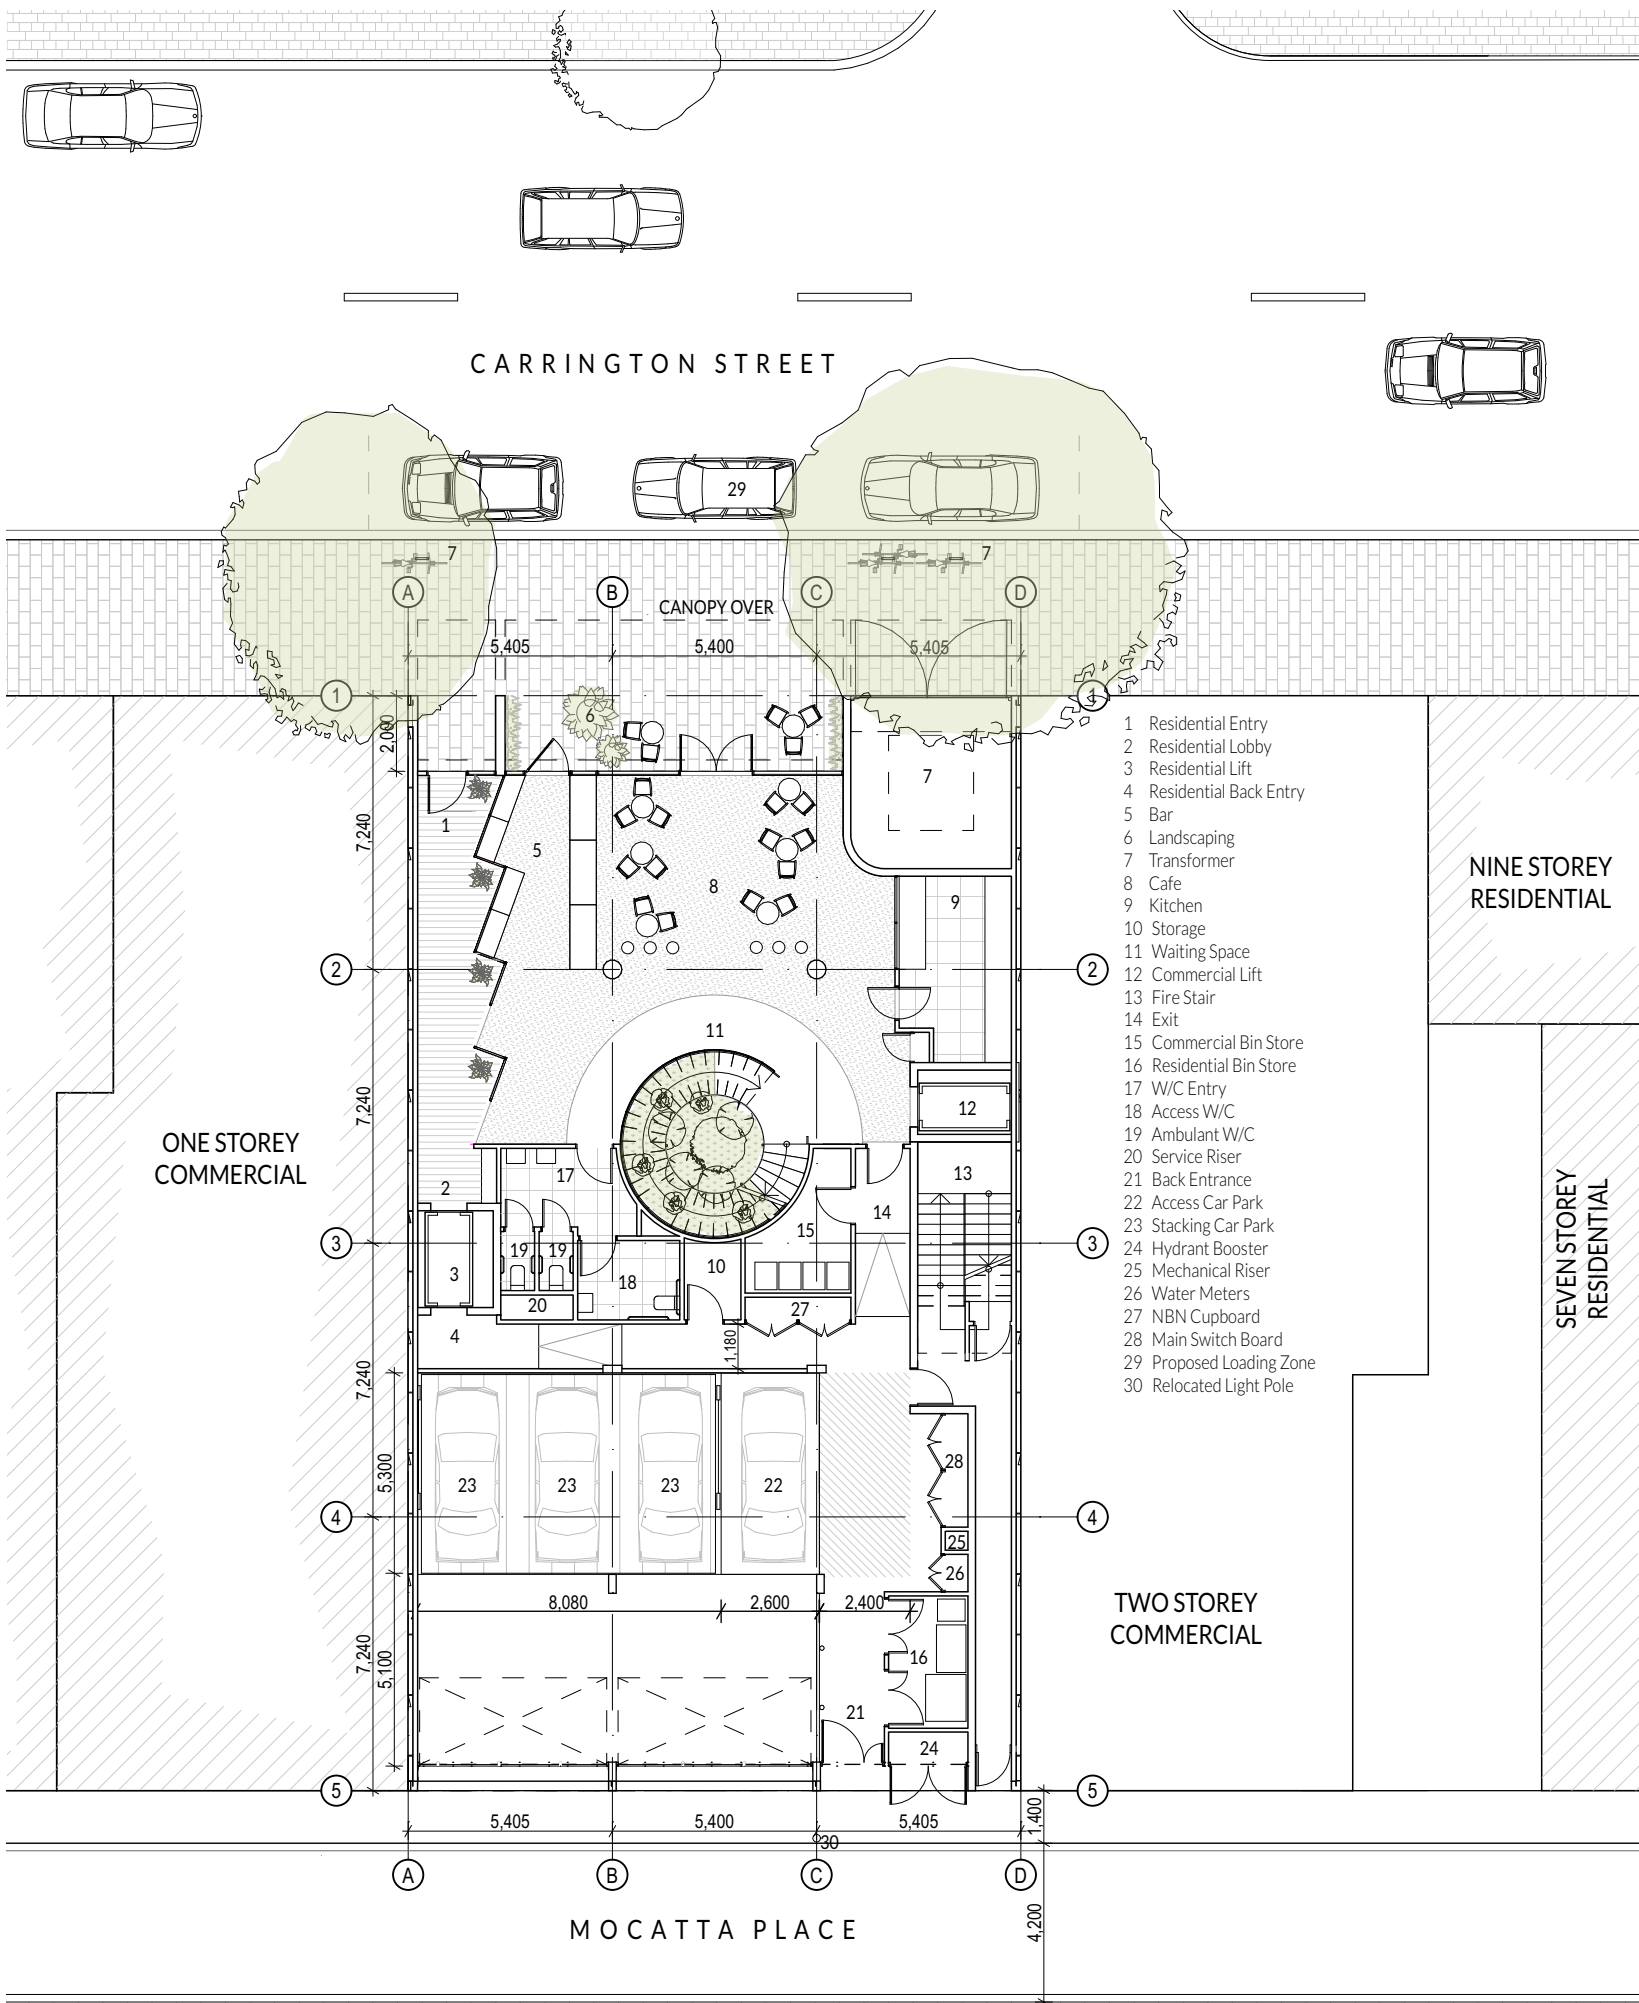 CARRINGTON STREET
29
7
7
A
B
C
D
CANOPY OVER
5,405
5,400
5,405
1
1
2,000
6
7
1 Residential Entry
2 Residential Lobby
3 Residential Lift
4 Residential Back Entry
5 Bar
6 Landscaping
7 Transformer
8 Cafe
9 Kitchen
10 Storage
11 Waiting Space
12 Commercial Lift
13 Fire Stair
14 Exit
15 Commercial Bin Store
16 Residential Bin Store
17 W/C Entry
18 Access W/C
19 Ambulant W/C
20 Service Riser
21 Back Entrance
22 Access Car Park
23 Stacking Car Park
24 Hydrant Booster
25 Mechanical Riser
26 Water Meters
27 NBN Cupboard
28 Main Switch Board
29 Proposed Loading Zone
30 Relocated Light Pole
NINE STOREY
RESIDENTIAL
7,240
1
5
8
9
2
2
11
7,240
12
ONE STOREY
COMMERCIAL
2
17
13
14
15
SEVEN STOREY
RESIDENTIAL
3
3
3
19
19
18
10
20
27
4
1,180
7,240
5,300
23
23
23
22
28
4
4
25
26
8,080
2,600
2,400
TWO STOREY
COMMERCIAL
7,240
5,100
16
21
24
5
5
5,405
5,400
5,405
1,400
30
A
B
C
D
4,200
MOCATTA PLACE